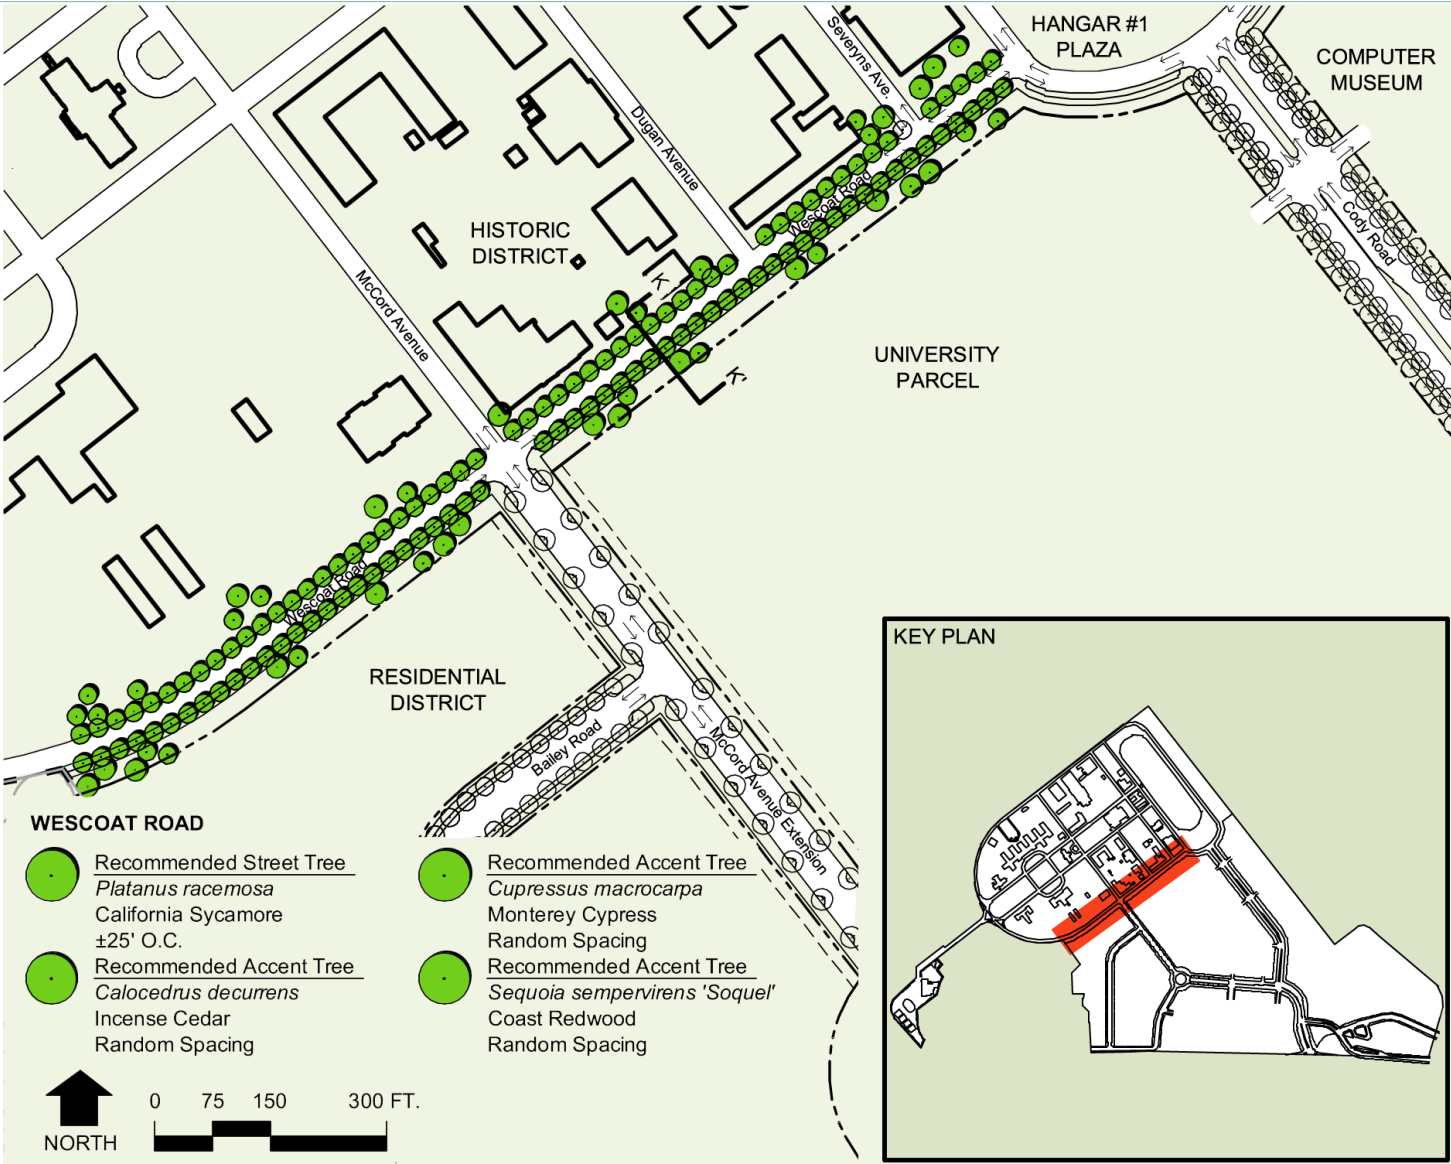 HANGAR #1
PLAZA
COMPUTER
MUSEUM
Severyns Ave.
Dugan Avenue
Wescoat Road
Cody Road
HISTORIC
DISTRICT
K
K'
McCord Avenue
UNIVERSITY
PARCEL
Wescoat Road
RESIDENTIAL
DISTRICT
Bailey Road
McCord Avenue Extension
WESCOAT ROAD
Recommended Street Tree
Platanus racemosa
California Sycamore
±25' O.C.
Recommended Accent Tree
Calocedrus decurrens
Incense Cedar
Random Spacing
Recommended Accent Tree
Cupressus macrocarpa
Monterey Cypress
Random Spacing
Recommended Accent Tree
Sequoia sempervirens 'Soquel'
Coast Redwood
Random Spacing
NORTH
0 75 150 300 FT.
KEY PLAN